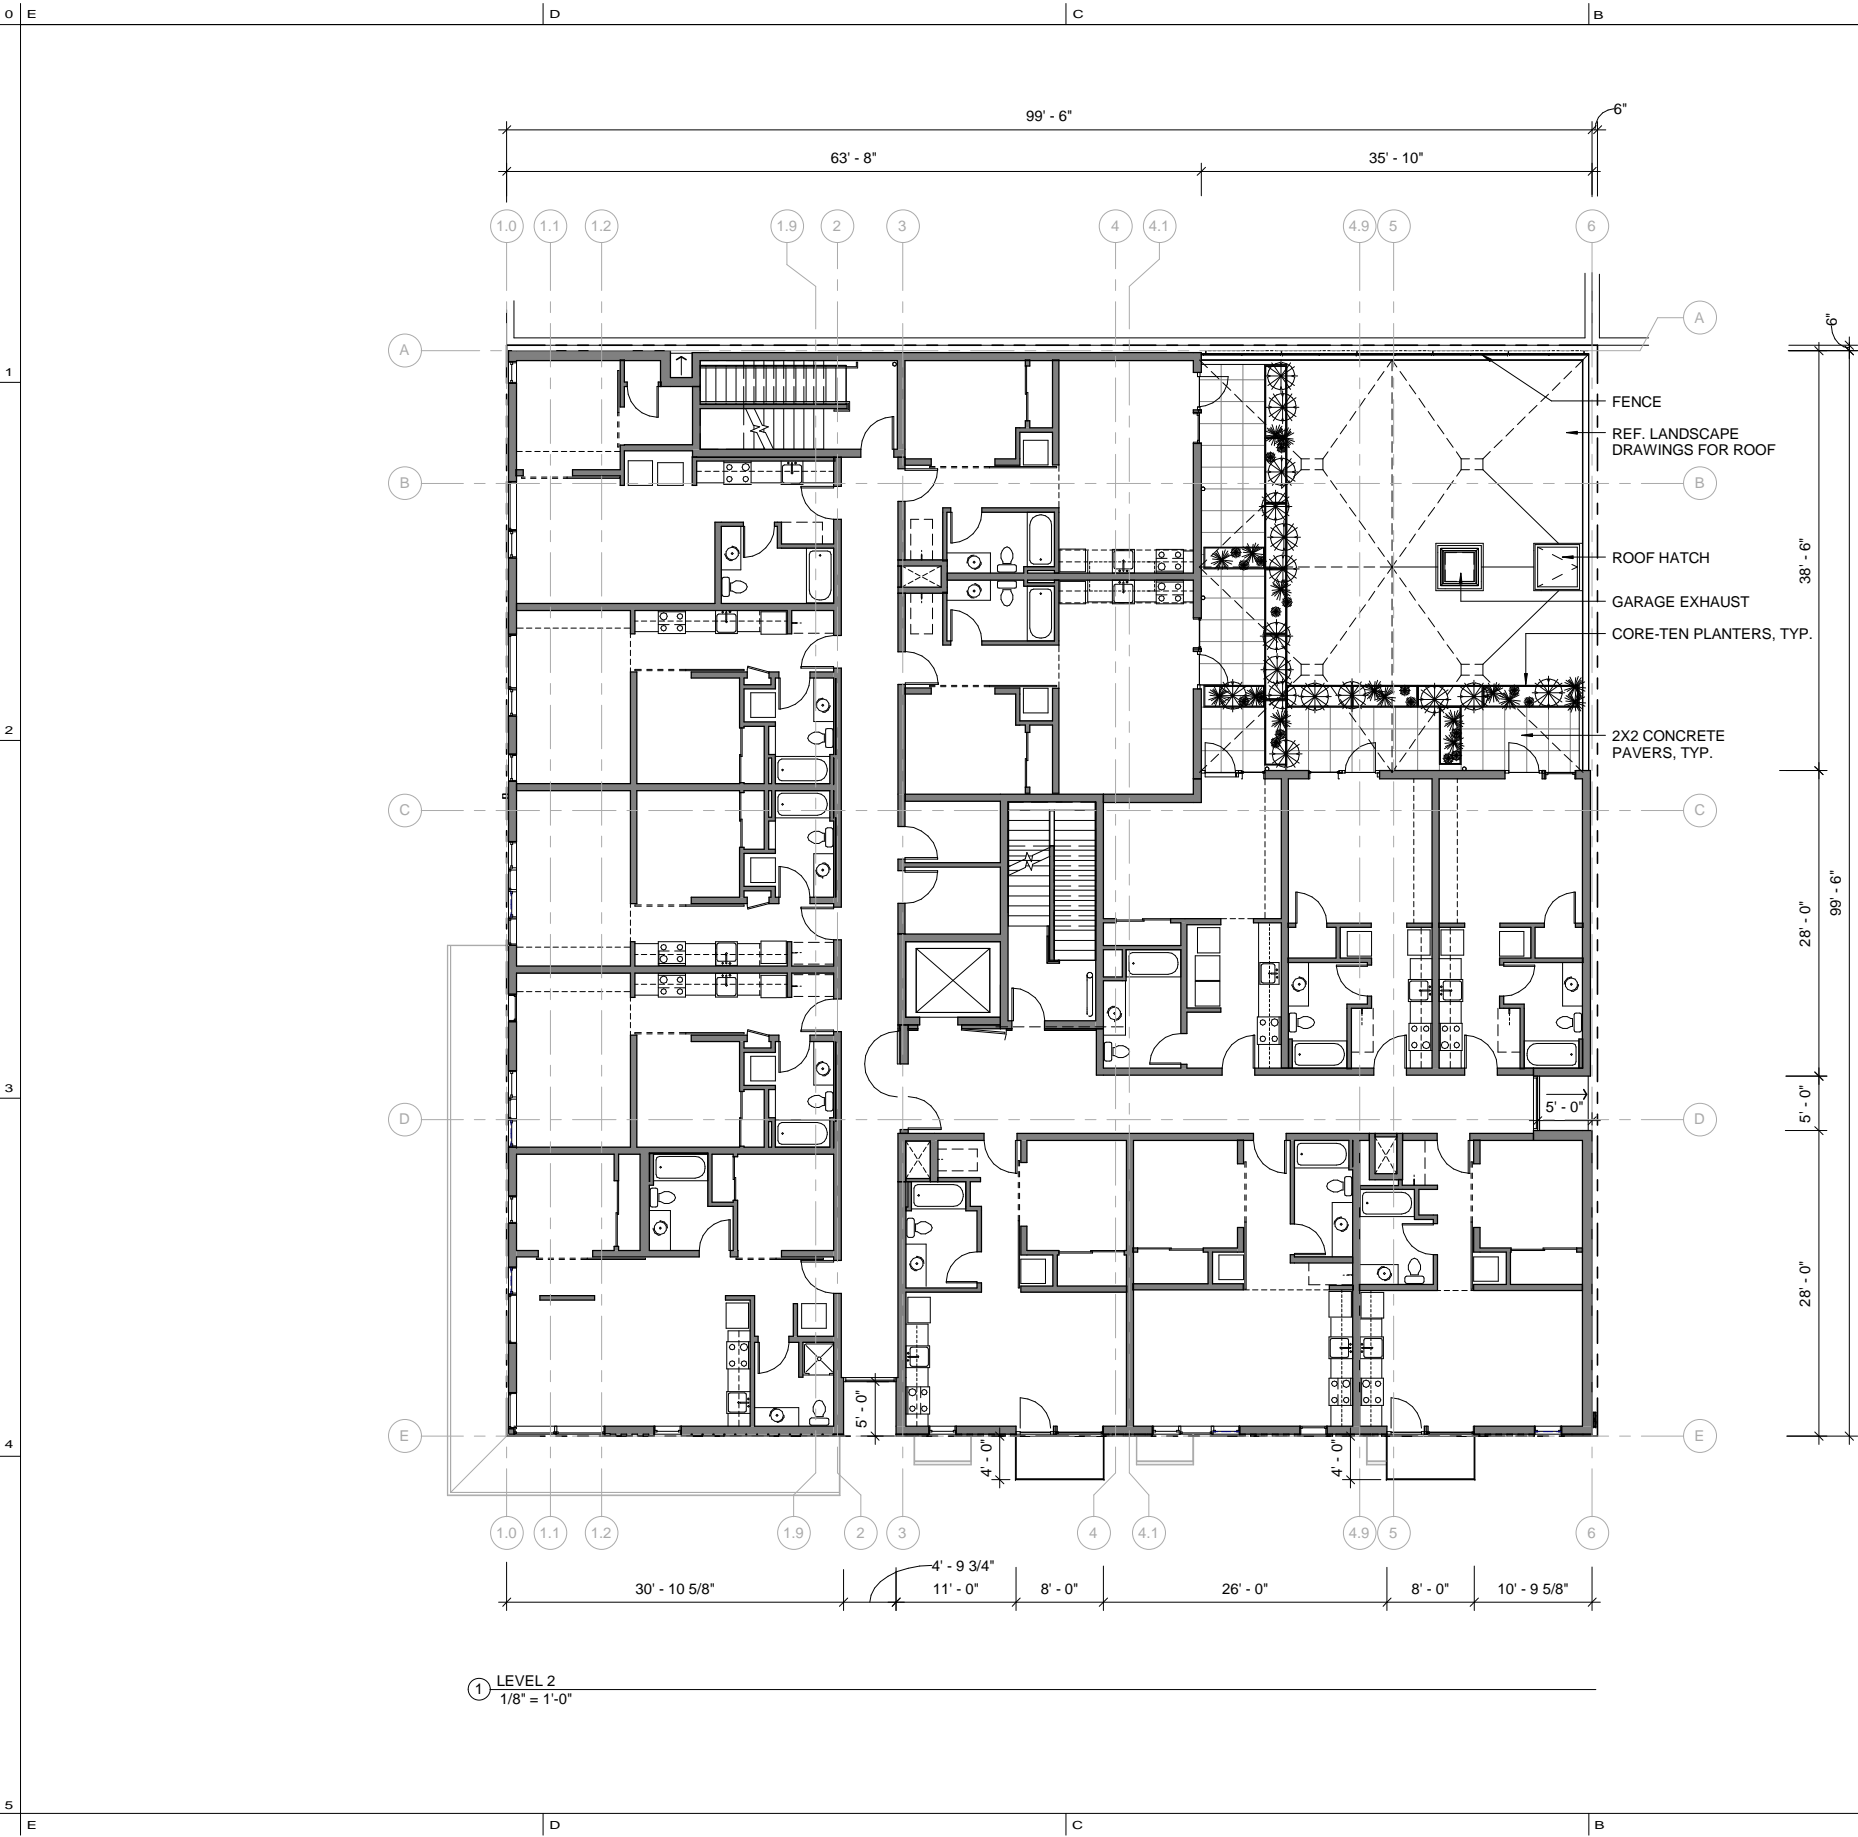 0 E D C B
99' - 6"
6"
63' - 8"
35' - 10"
1.0 1.1 1.2 1.9 2 3 4 4.1 4.9 5 6
A
A
6"
1
FENCE
REF. LANDSCAPE
DRAWINGS FOR ROOF
B
B
ROOF HATCH
38' - 6"
GARAGE EXHAUST
CORE-TEN PLANTERS, TYP.
2
2X2 CONCRETE
PAVERS, TYP.
C
C
99' - 6"
28' - 0"
3
5' - 0"
5' - 0"
D
D
28' - 0"
5' - 0"
4
E
E
4' - 0"
4' - 0"
1.0 1.1 1.2 1.9 2 3 4 4.1 4.9 5 6
4' - 9 3/4"
30' - 10 5/8"
11' - 0"
8' - 0"
26' - 0"
8' - 0"
10' - 9 5/8"
1 LEVEL 2
1/8" = 1'-0"
5
E D C B